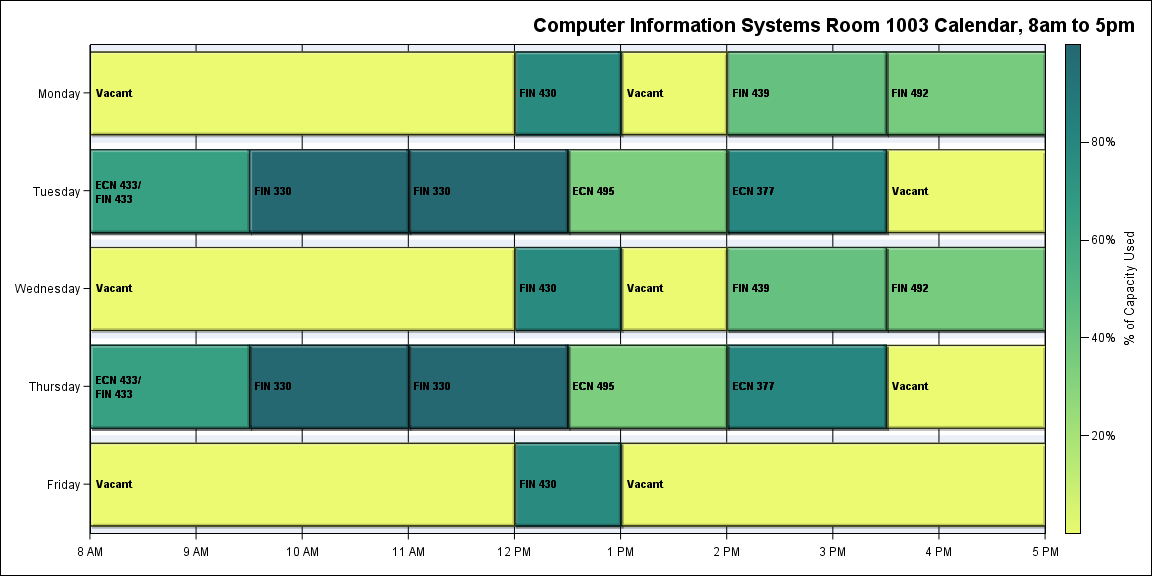 Computer Information Systems Room 1003 Calendar, 8am to 5pm
Monday
Vacant
FIN 430
Vacant
FIN 439
FIN 492
Tuesday
ECN 433/
FIN 433
FIN 330
FIN 330
ECN 495
ECN 377
Vacant
Wednesday
Vacant
FIN 430
Vacant
FIN 439
FIN 492
Thursday
ECN 433/
FIN 433
FIN 330
FIN 330
ECN 495
ECN 377
Vacant
Friday
Vacant
FIN 430
Vacant
8 AM
9 AM
10 AM
11 AM
12 PM
1 PM
2 PM
3 PM
4 PM
5 PM
80%
60%
40%
20%
% of Capacity Used